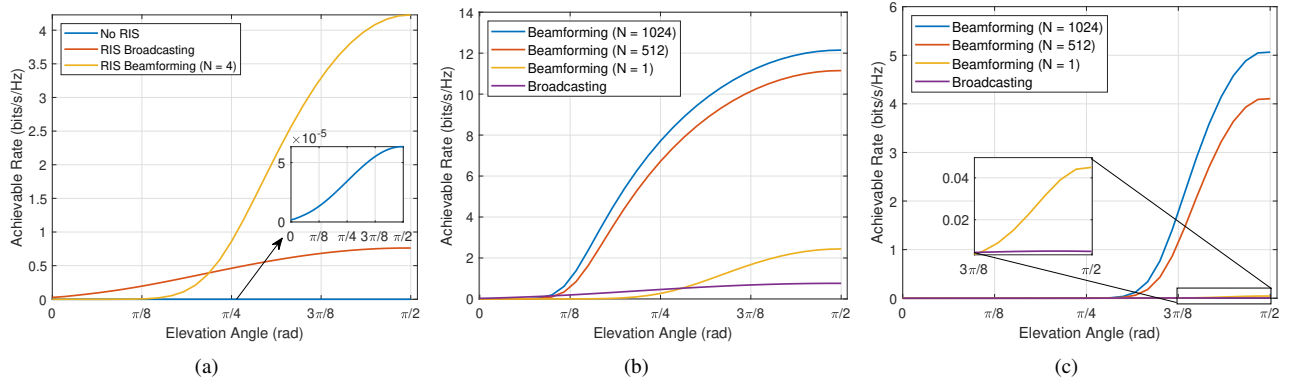 No RIS
RIS Broadcasting
RIS Beamforming (N = 4)
Achievable Rate (bits/s/Hz)
4
3.5
3
2.5
2
1.5
1
0.5
0
×10⁻⁵
5
0
0 π/8 π/4 3π/8 π/2
0 π/8 π/4 3π/8 π/2
Elevation Angle (rad)
(a)
Beamforming (N = 1024)
Beamforming (N = 512)
Beamforming (N = 1)
Broadcasting
Achievable Rate (bits/s/Hz)
14
12
10
8
6
4
2
0
0 π/8 π/4 3π/8 π/2
Elevation Angle (rad)
(b)
Beamforming (N = 1024)
Beamforming (N = 512)
Beamforming (N = 1)
Broadcasting
Achievable Rate (bits/s/Hz)
6
5
4
3
2
1
0
0.04
0.02
3π/8 π/2
0 π/8 π/4 3π/8 π/2
Elevation Angle (rad)
(c)